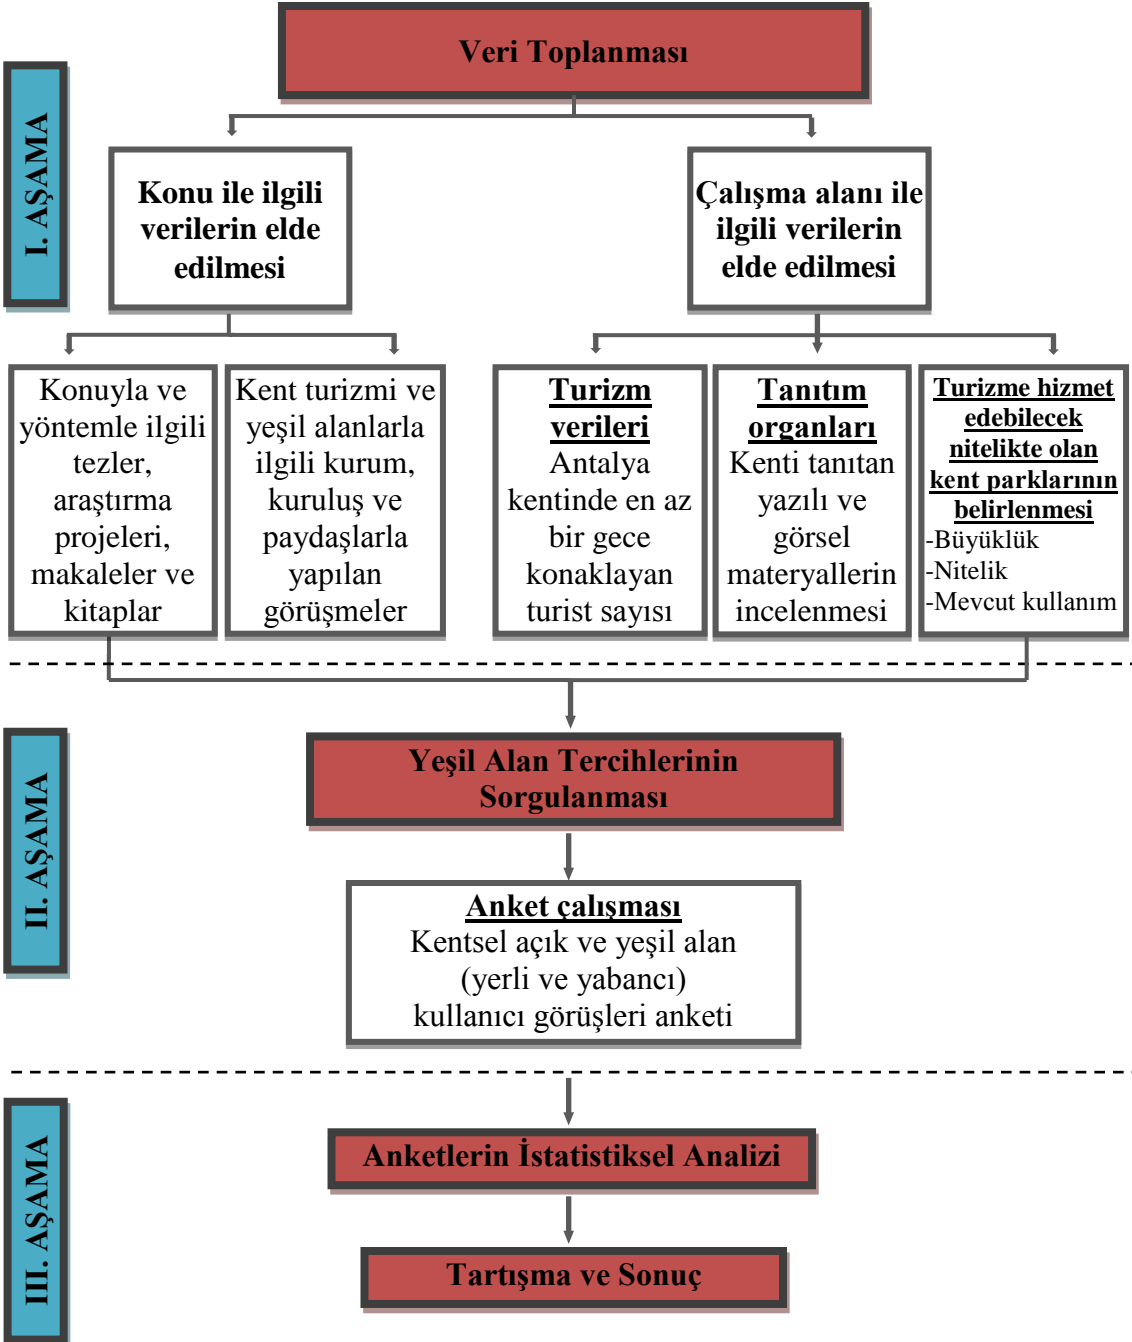 Veri Toplanması
I. AŞAMA
Konu ile ilgili
verilerin elde
edilmesi
Çalışma alanı ile
ilgili verilerin
elde edilmesi
Konuyla ve
yöntemle ilgili
tezler,
araştırma
projeleri,
makaleler ve
kitaplar
Kent turizmi ve
yeşil alanlarla
ilgili kurum,
kuruluş ve
paydaşlarla
yapılan
görüşmeler
Turizm
verileri
Antalya
kentinde en az
bir gece
konaklayan
turist sayısı
Tanıtım
organları
Kenti tanıtan
yazılı ve
görsel
materyallerin
incelenmesi
Turizme hizmet
edebilecek
nitelikte olan
kent parklarının
belirlenmesi
-Büyüklük
-Nitelik
-Mevcut kullanım
II. AŞAMA
Yeşil Alan Tercihlerinin
Sorgulanması
Anket çalışması
Kentsel açık ve yeşil alan
(yerli ve yabancı)
kullanıcı görüşleri anketi
III. AŞAMA
Anketlerin İstatistiksel Analizi
Tartışma ve Sonuç